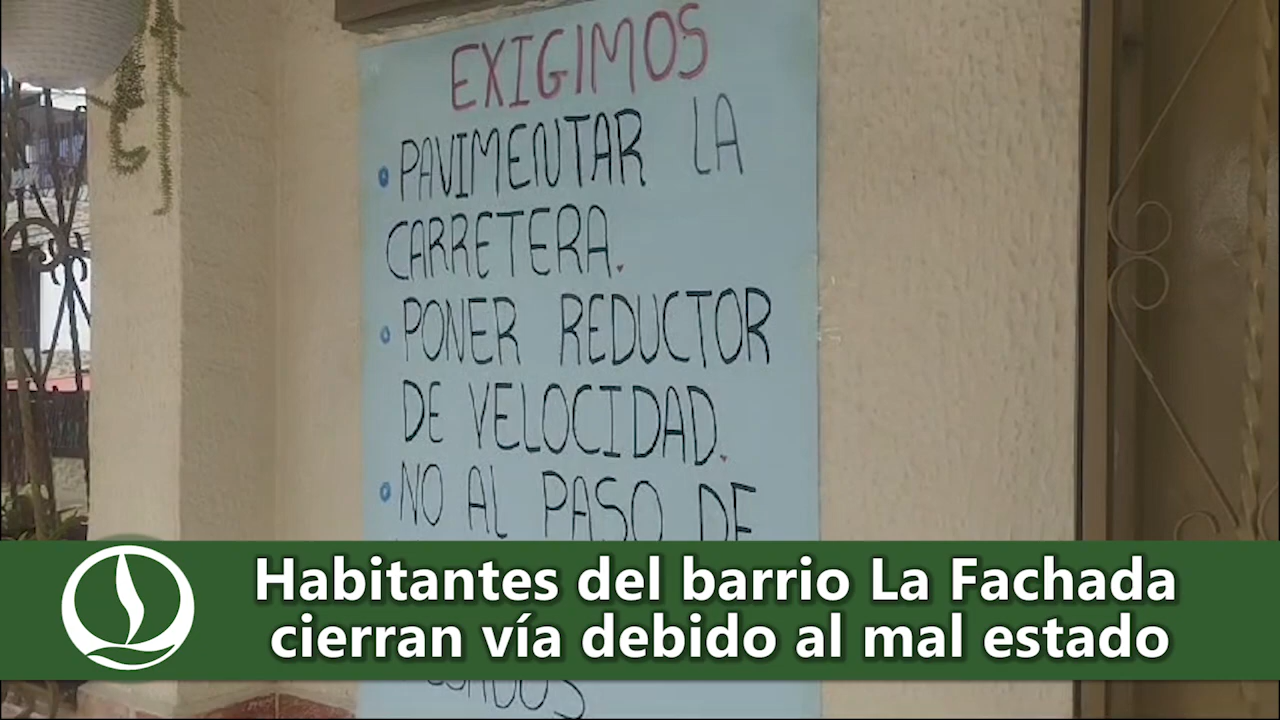 EXIGIMOS
• PAVIMENTAR LA
CARRETERA.
• PONER REDUCTOR
DE VELOCIDAD.
• NO AL PASO DE
Habitantes del barrio La Fachada
cierran vía debido al mal estado